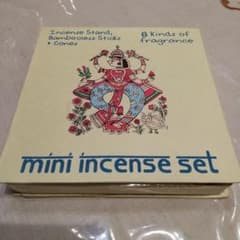 Incense Stand,
Bambooless Sticks
+ Cones
8 kinds of
fragrance
mini incense set